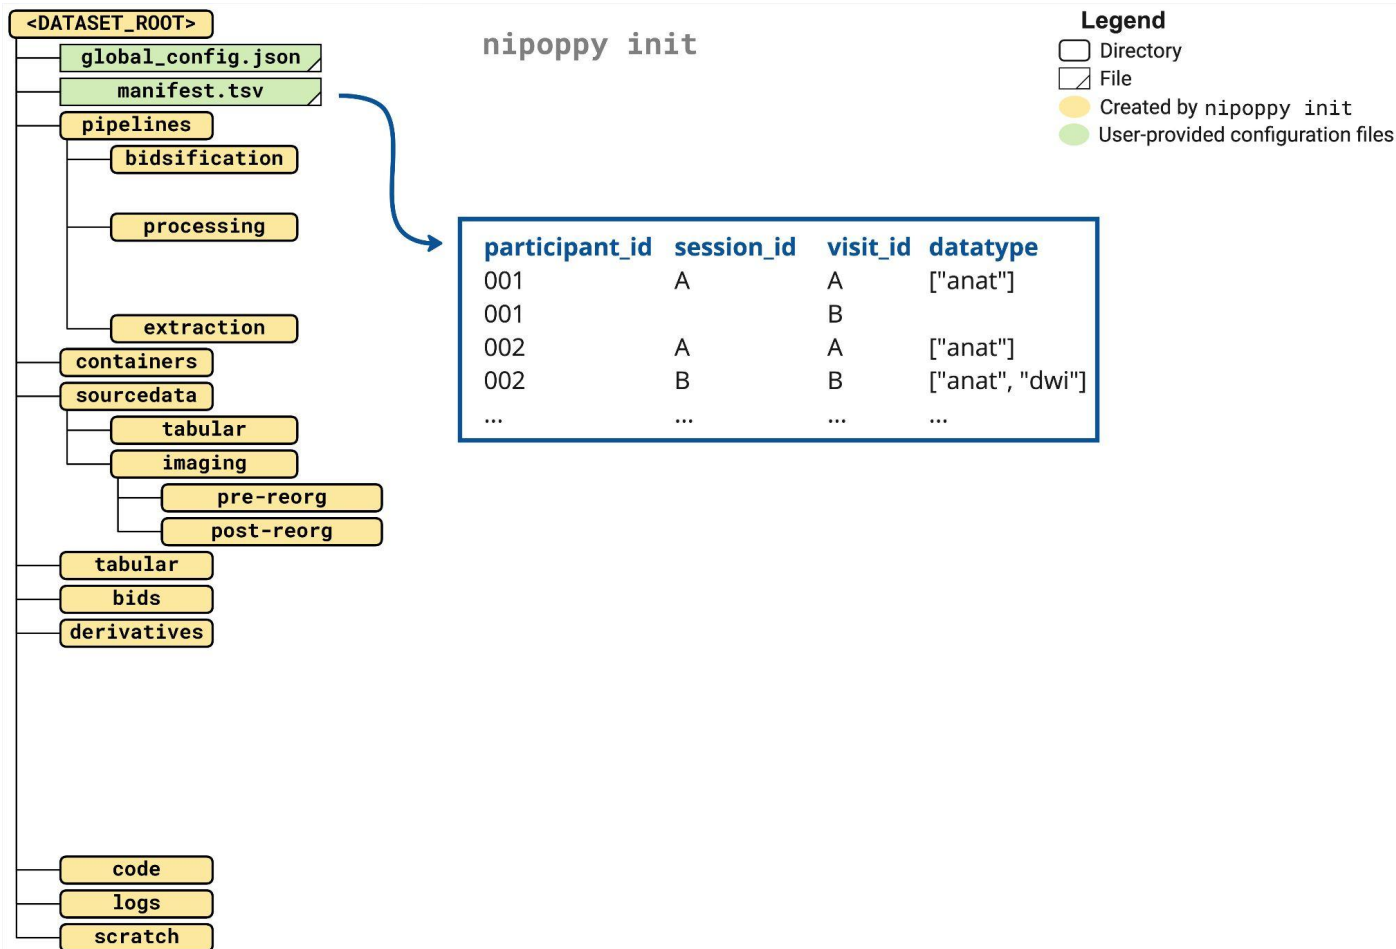 <DATASET_ROOT>
global_config.json
manifest.tsv
pipelines
bidsification
processing
extraction
containers
sourcedata
tabular
imaging
pre-reorg
post-reorg
tabular
bids
derivatives
code
logs
scratch
nipoppy init
participant_id session_id visit_id datatype
001 A A ["anat"]
001 B
002 A A ["anat"]
002 B B ["anat", "dwi"]
... ... ... ...
Legend
Directory
File
Created by nipoppy init
User-provided configuration files